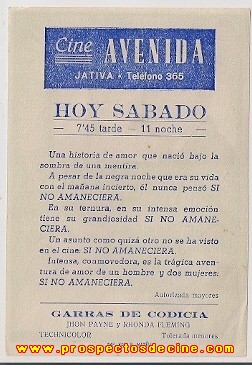 Cine AVENIDA
JATIVA • Teléfono 365
HOY SABADO
— 7'45 tarde — 11 noche —
Una historia de amor que nació bajo la
sombra de una mentira.
A pesar de la negra noche que era su vida
con el mañana incierto, él nunca pensó SI
NO AMANECIERA.
En su ternura, en su intensa emoción
tiene su grandiosidad SI NO AMANE-
CIERA.
Un asunto como quizá otro no se ha visto
en el cine: SI NO AMANECIERA.
Intensa, conmovedora, es la trágica aven-
tura de amor de un hombre, y dos mujeres:
SI NO AMANECIERA.
Autorizada mayores
GARRAS DE CODICIA
JHON PAYNE y RHONDA FLEMING
TECHNICOLOR Tolerada menores
www.prospectosdecine.com